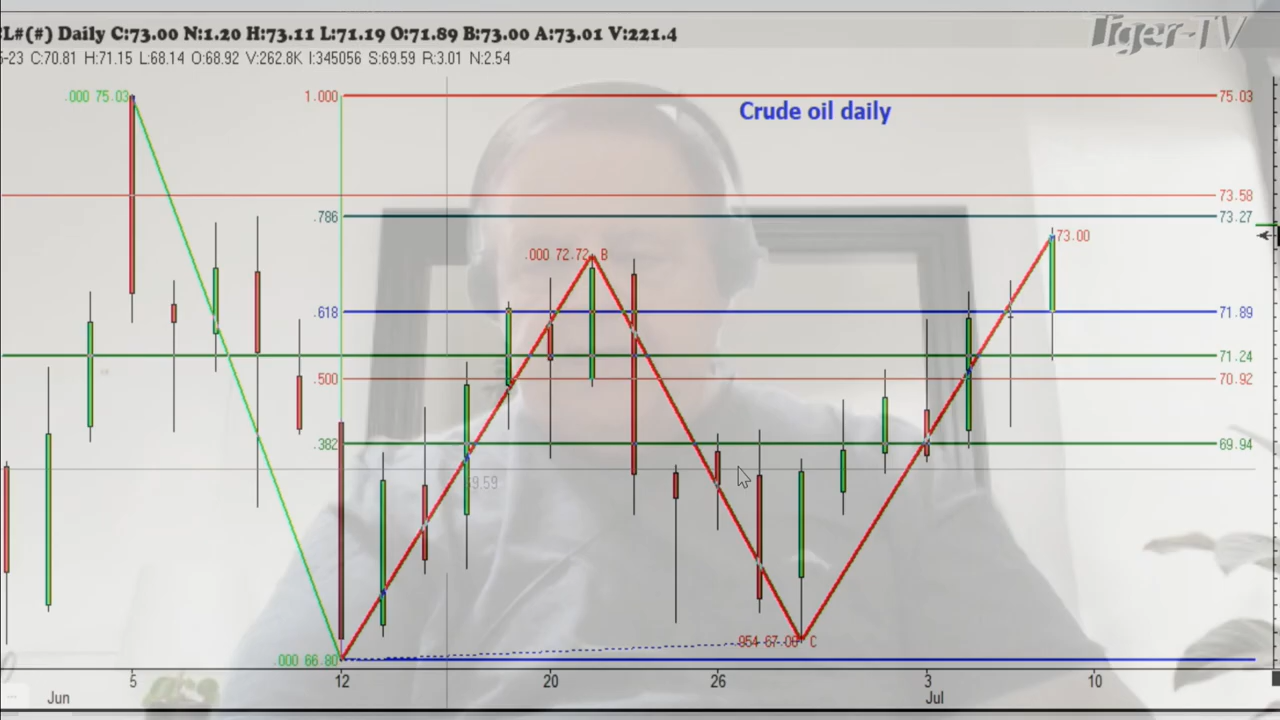 L#(#) Daily C:73.00 N:1.20 H:73.11 L:71.19 O:71.89 B:73.00 A:73.01 V:221.4
Tiger-TV
5-23 C:70.81 H:71.15 L:68.14 O:68.92 V:262.8K I:345056 S:69.59 R:3.01 N:2.54
.000 75.03
1.000
75.03
Crude oil daily
73.58
.786
73.27
73.00
.000 72.72 B
.618
71.89
71.24
.500
70.92
.382
69.94
69.59
.954 67.00 C
.000 66.80
5
12
20
26
3
10
Jun
Jul